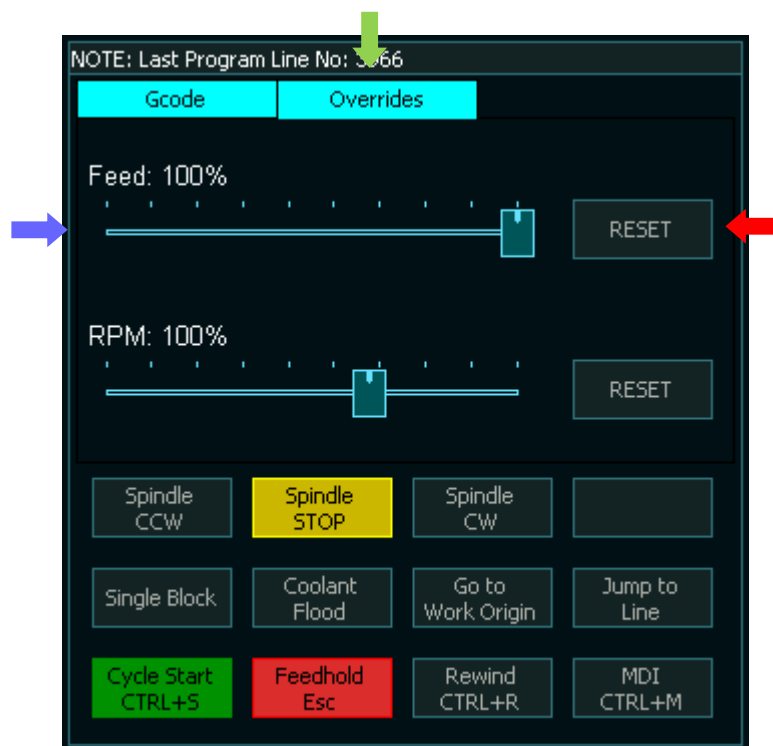 NOTE: Last Program Line No: 3966
Gcode Overrides
Feed: 100%
RESET
RPM: 100%
RESET
Spindle
CCW
Spindle
STOP
Spindle
CW
Single Block
Coolant
Flood
Go to
Work Origin
Jump to
Line
Cycle Start
CTRL+S
Feedhold
Esc
Rewind
CTRL+R
MDI
CTRL+M